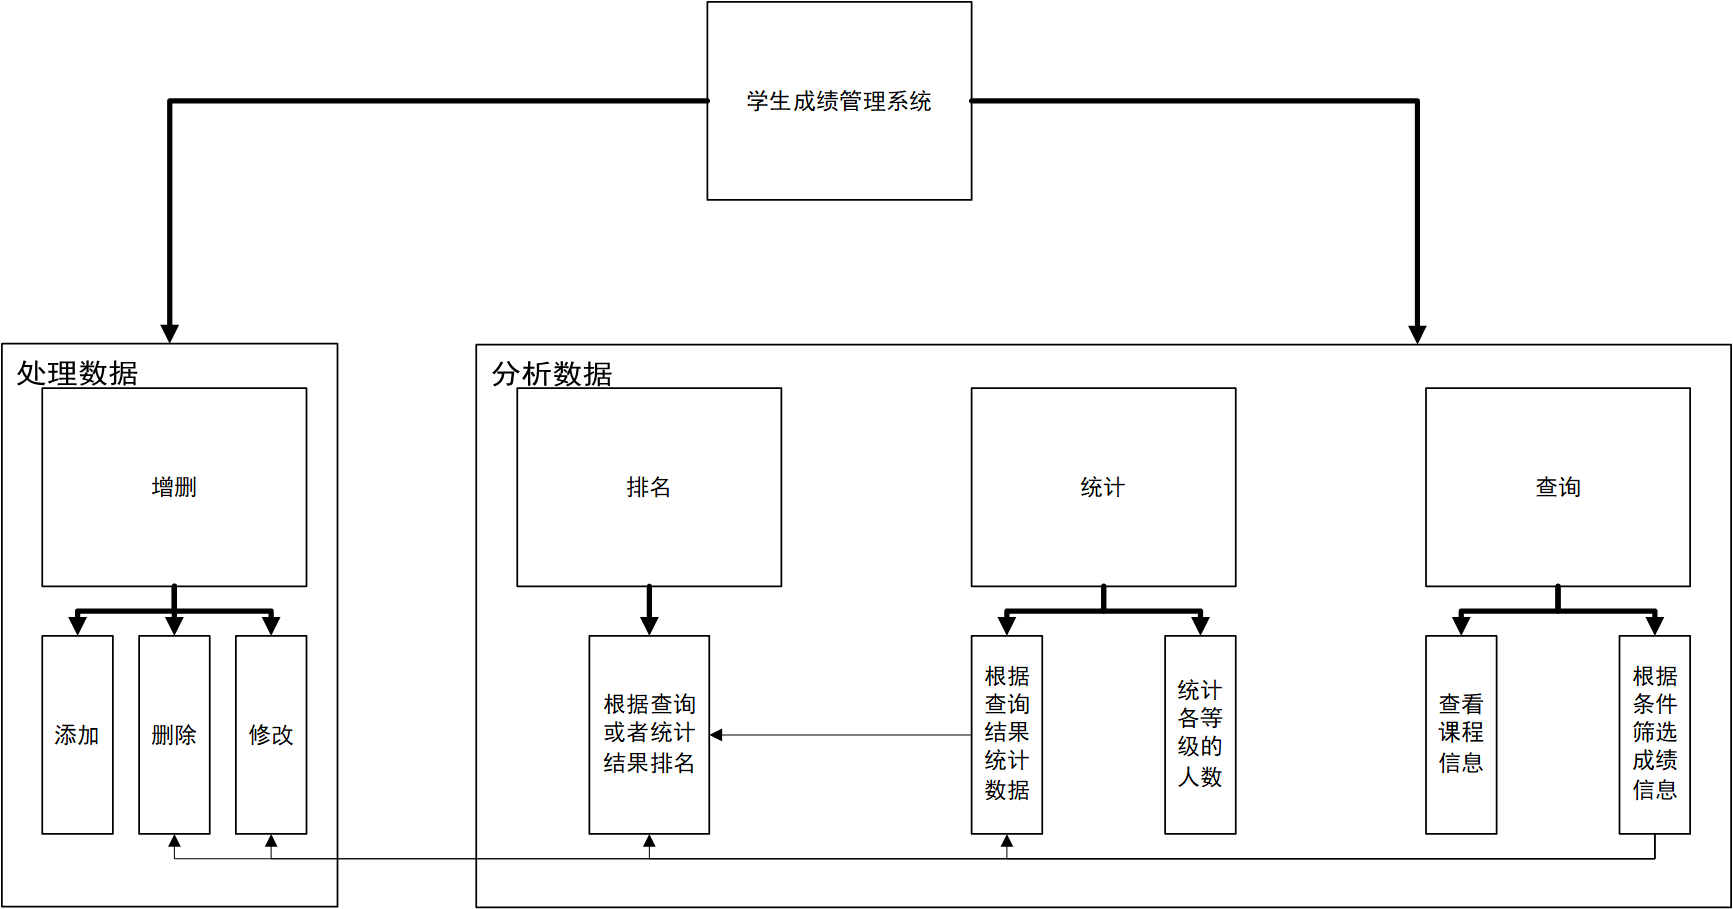 学生成绩管理系统
处理数据
分析数据
增删
排名
统计
查询
添加
删除
修改
根据查询
或者统计
结果排名
根据
查询
结果
统计
数据
统计
各等
级的
人数
查看
课程
信息
根据
条件
筛选
成绩
信息